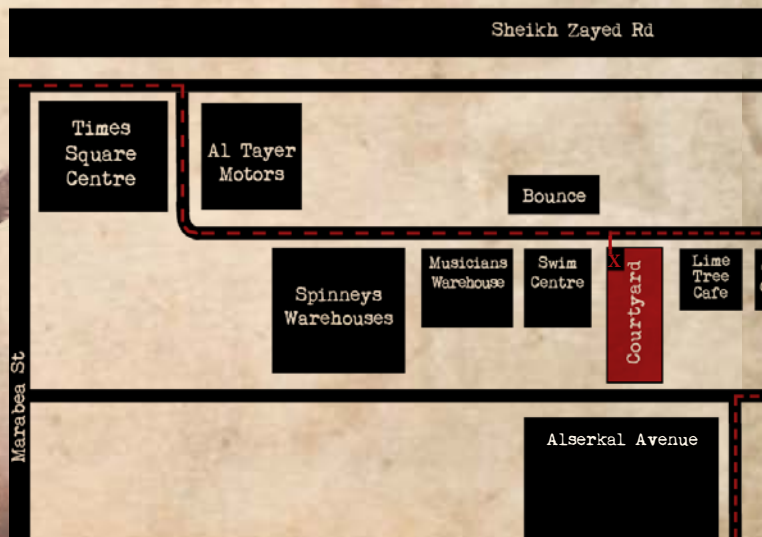 Sheikh Zayed Rd
Times
Square
Centre
Al Tayer
Motors
Bounce
Spinneys
Warehouses
Musicians
Warehouse
Swim
Centre
X
Courtyard
Lime
Tree
Cafe
Marabea St
Alserkal Avenue